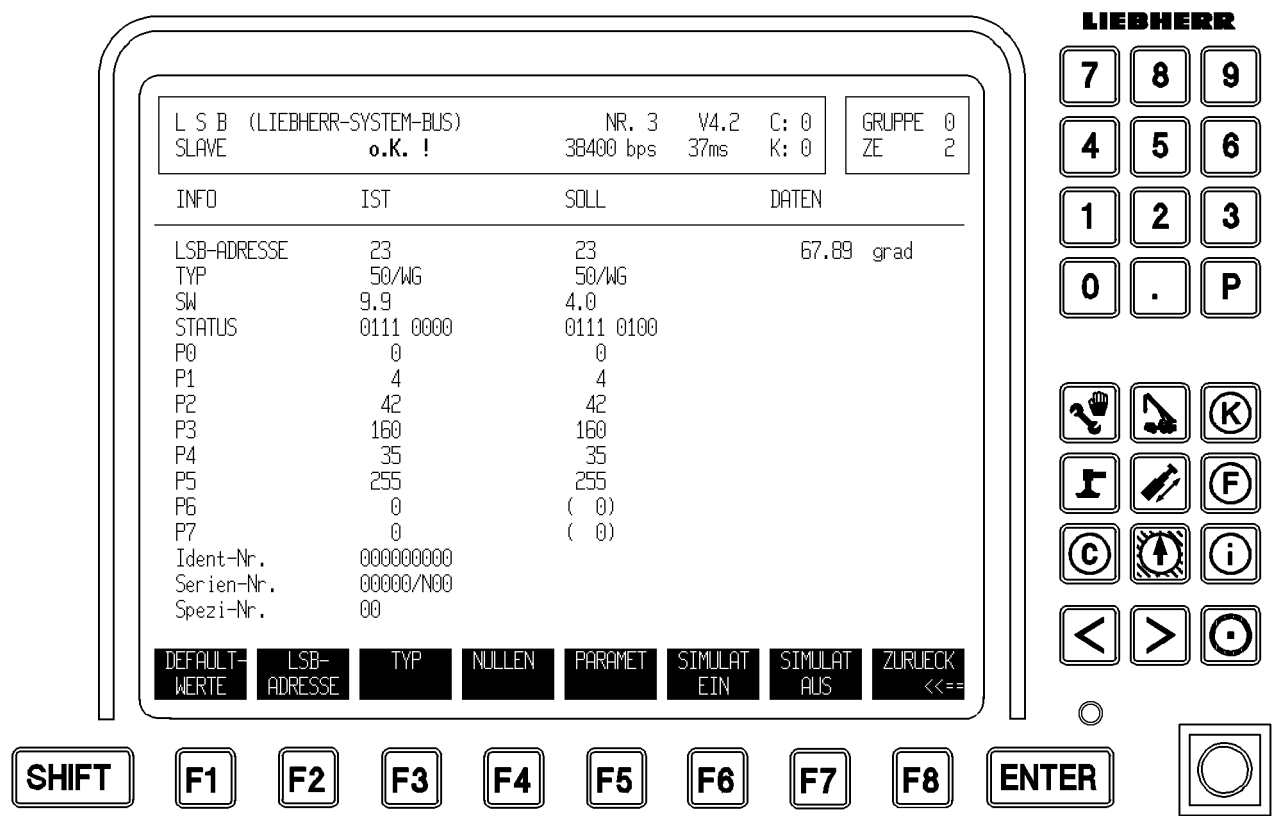 LIEBHERR
L S B (LIEBHERR-SYSTEM-BUS) NR. 3 V4.2 C: 0 GRUPPE 0
SLAVE o.K. ! 38400 bps 37ms K: 0 ZE 2
INFO IST SOLL DATEN
LSB-ADRESSE 23 23 67.89 grad
TYP 50/WG 50/WG
SW 9.9 4.0
STATUS 0111 0000 0111 0100
P0 0 0
P1 4 4
P2 42 42
P3 160 160
P4 35 35
P5 255 255
P6 0 ( 0)
P7 0 ( 0)
Ident-Nr. 000000000
Serien-Nr. 00000/N00
Spezi-Nr. 00
DEFAULT- LSB- TYP NULLEN PARAMET SIMULAT SIMULAT ZURUECK
WERTE ADRESSE EIN AUS <<==
7 8 9
4 5 6
1 2 3
0 . P
K
F
C i
< >
SHIFT F1 F2 F3 F4 F5 F6 F7 F8 ENTER